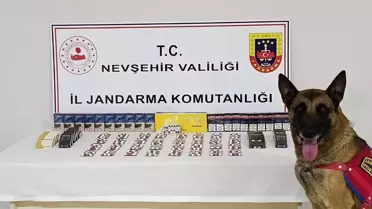 T.C.
NEVŞEHİR VALİLİĞİ
İL JANDARMA KOMUTANLIĞI